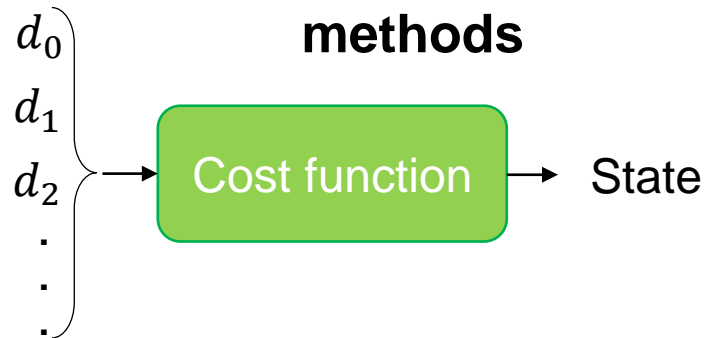 methods
d₀
d₁
d₂
.
.
.
Cost function
State